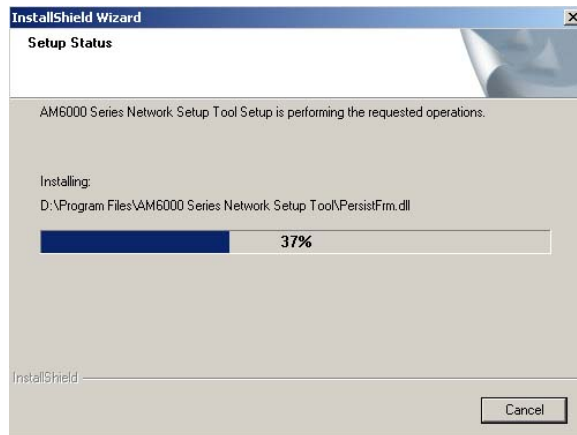 InstallShield Wizard
Setup Status
AM6000 Series Network Setup Tool Setup is performing the requested operations.
Installing:
D:\Program Files\AM6000 Series Network Setup Tool\PersistFrm.dll
37%
InstallShield
Cancel